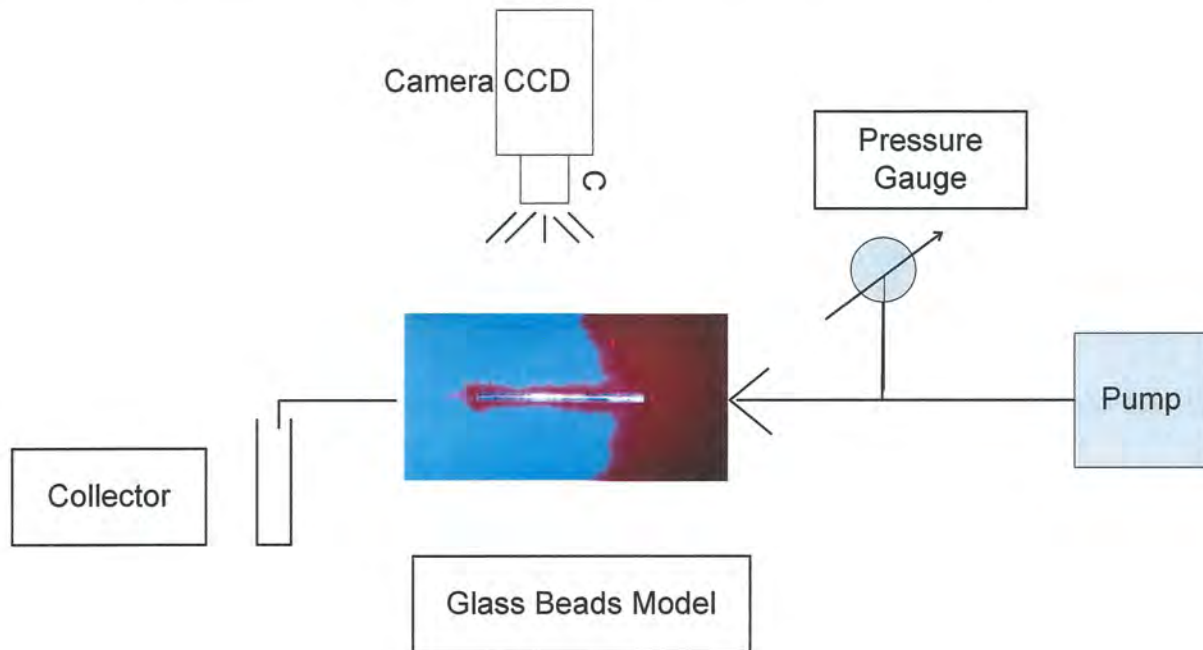 Camera CCD
C
Pressure
Gauge
Pump
Collector
Glass Beads Model